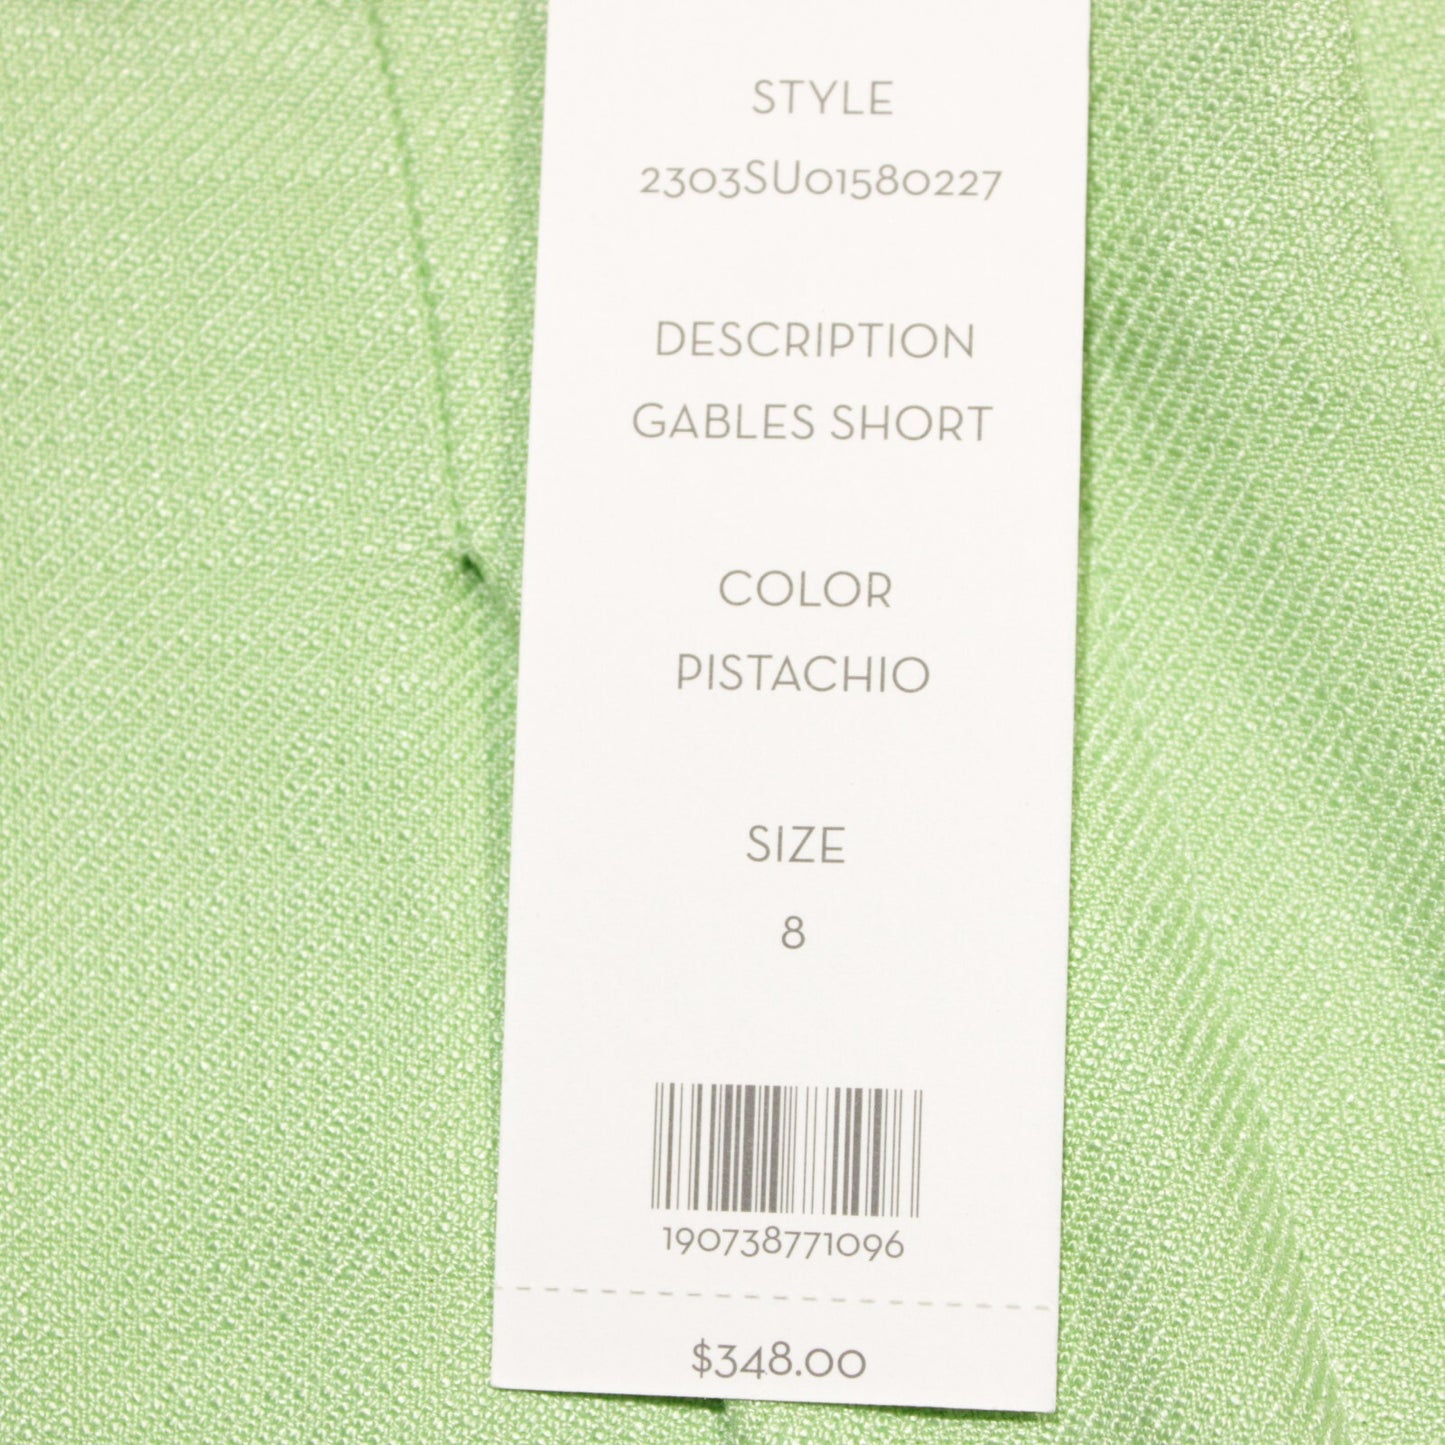 STYLE
2303SU01580227
DESCRIPTION
GABLES SHORT
COLOR
PISTACHIO
SIZE
8
190738771096
$348.00